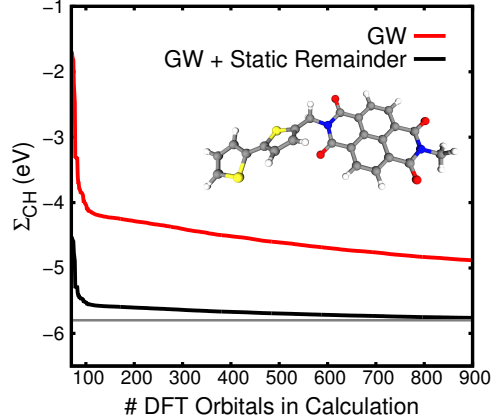 GW
GW + Static Remainder
−1
−2
−3
−4
−5
−6
ΣCH (eV)
100 200 300 400 500 600 700 800 900
# DFT Orbitals in Calculation